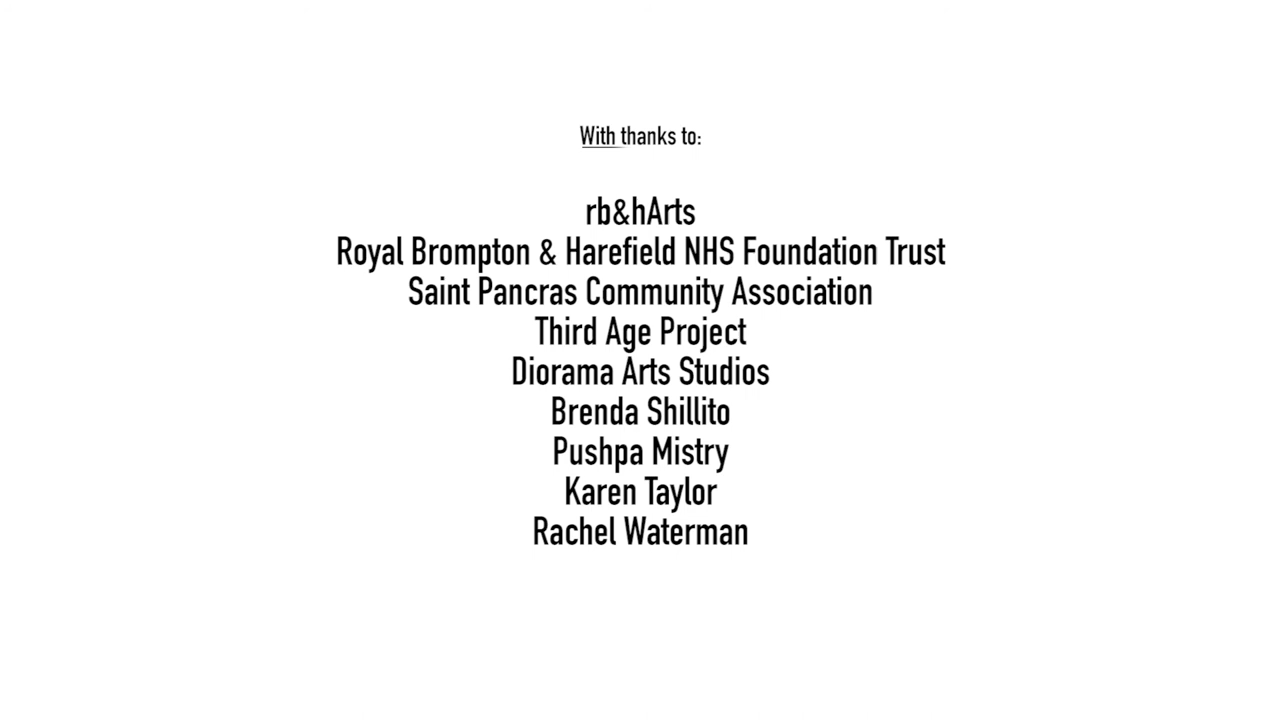 With thanks to:
rb&hArts
Royal Brompton & Harefield NHS Foundation Trust
Saint Pancras Community Association
Third Age Project
Diorama Arts Studios
Brenda Shillito
Pushpa Mistry
Karen Taylor
Rachel Waterman